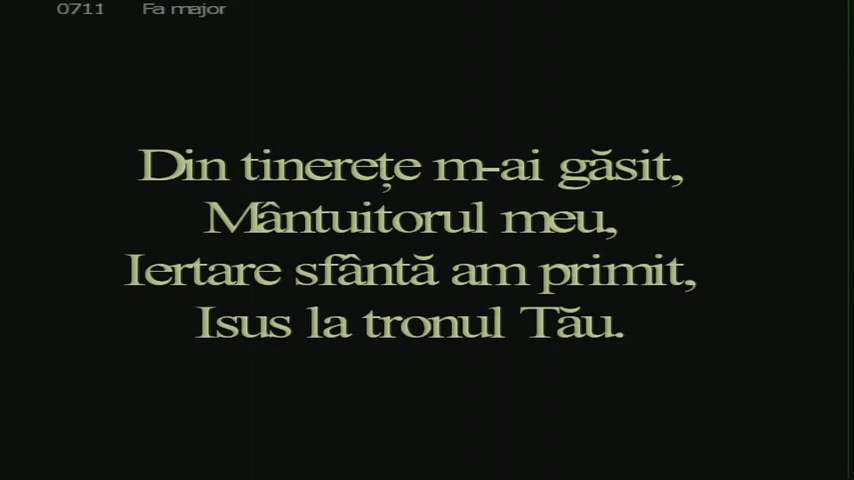 0711 Fa major
Din tinerețe m-ai găsit,
Mântuitorul meu,
Iertare sfântă am primit,
Isus la tronul Tău.